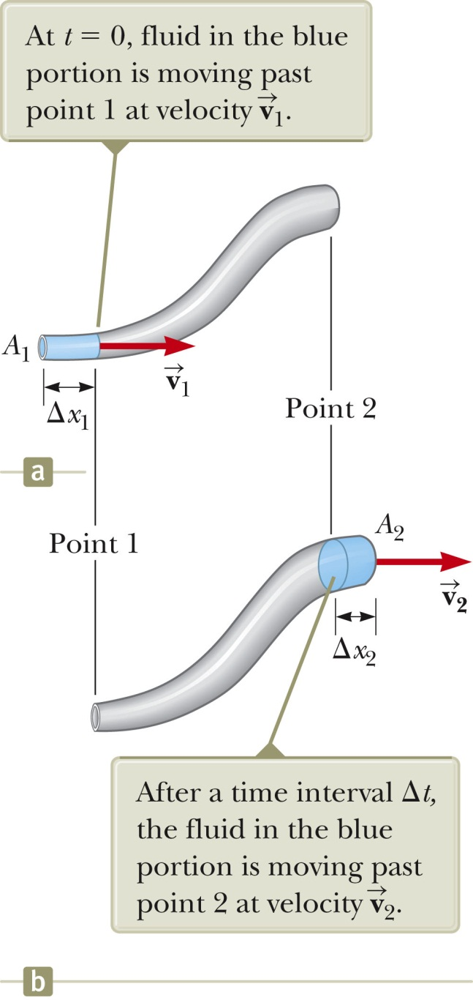 At t = 0, fluid in the blue
portion is moving past
point 1 at velocity v⃗₁.
A₁
v⃗₁
Δx₁
Point 2
a
Point 1
A₂
v⃗₂
Δx₂
After a time interval Δt,
the fluid in the blue
portion is moving past
point 2 at velocity v⃗₂.
b